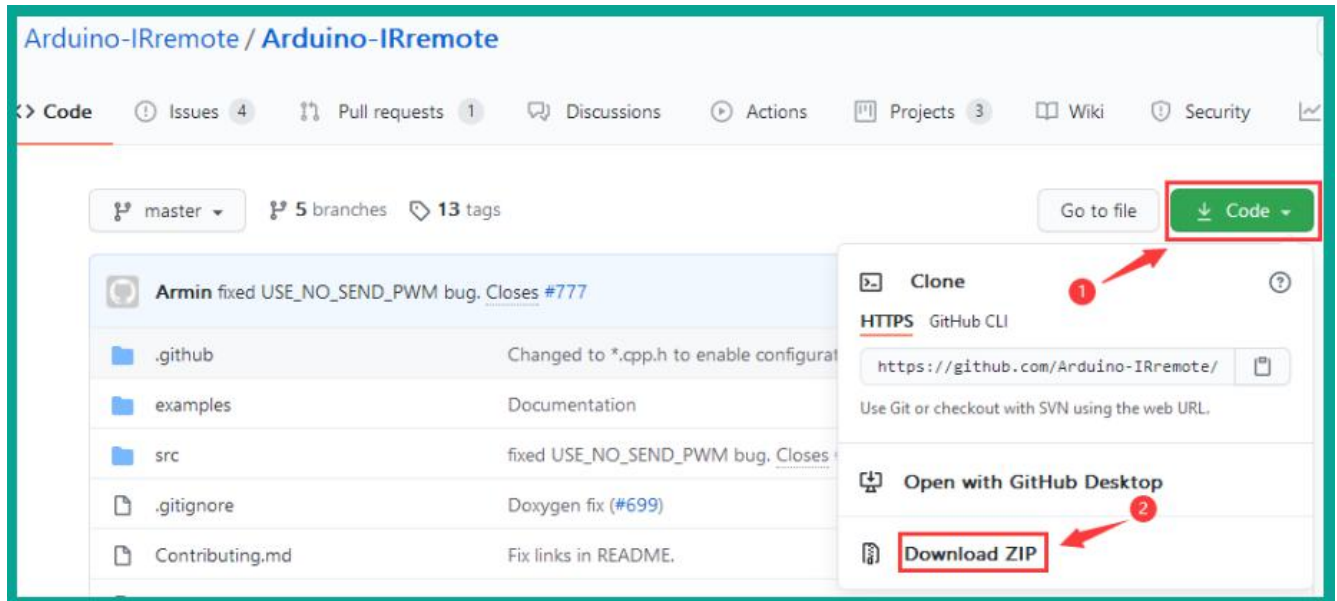 Arduino-IRremote / Arduino-IRremote
<> Code Issues 4 Pull requests 1 Discussions Actions Projects 3 Wiki Security
master 5 branches 13 tags Go to file Code
1
Armin fixed USE_NO_SEND_PWM bug. Closes #777
.github Changed to *.cpp.h to enable configurat
examples Documentation
src fixed USE_NO_SEND_PWM bug. Closes
.gitignore Doxygen fix (#699)
Contributing.md Fix links in README.
Clone
HTTPS GitHub CLI
https://github.com/Arduino-IRremote/
Use Git or checkout with SVN using the web URL.
Open with GitHub Desktop
2
Download ZIP